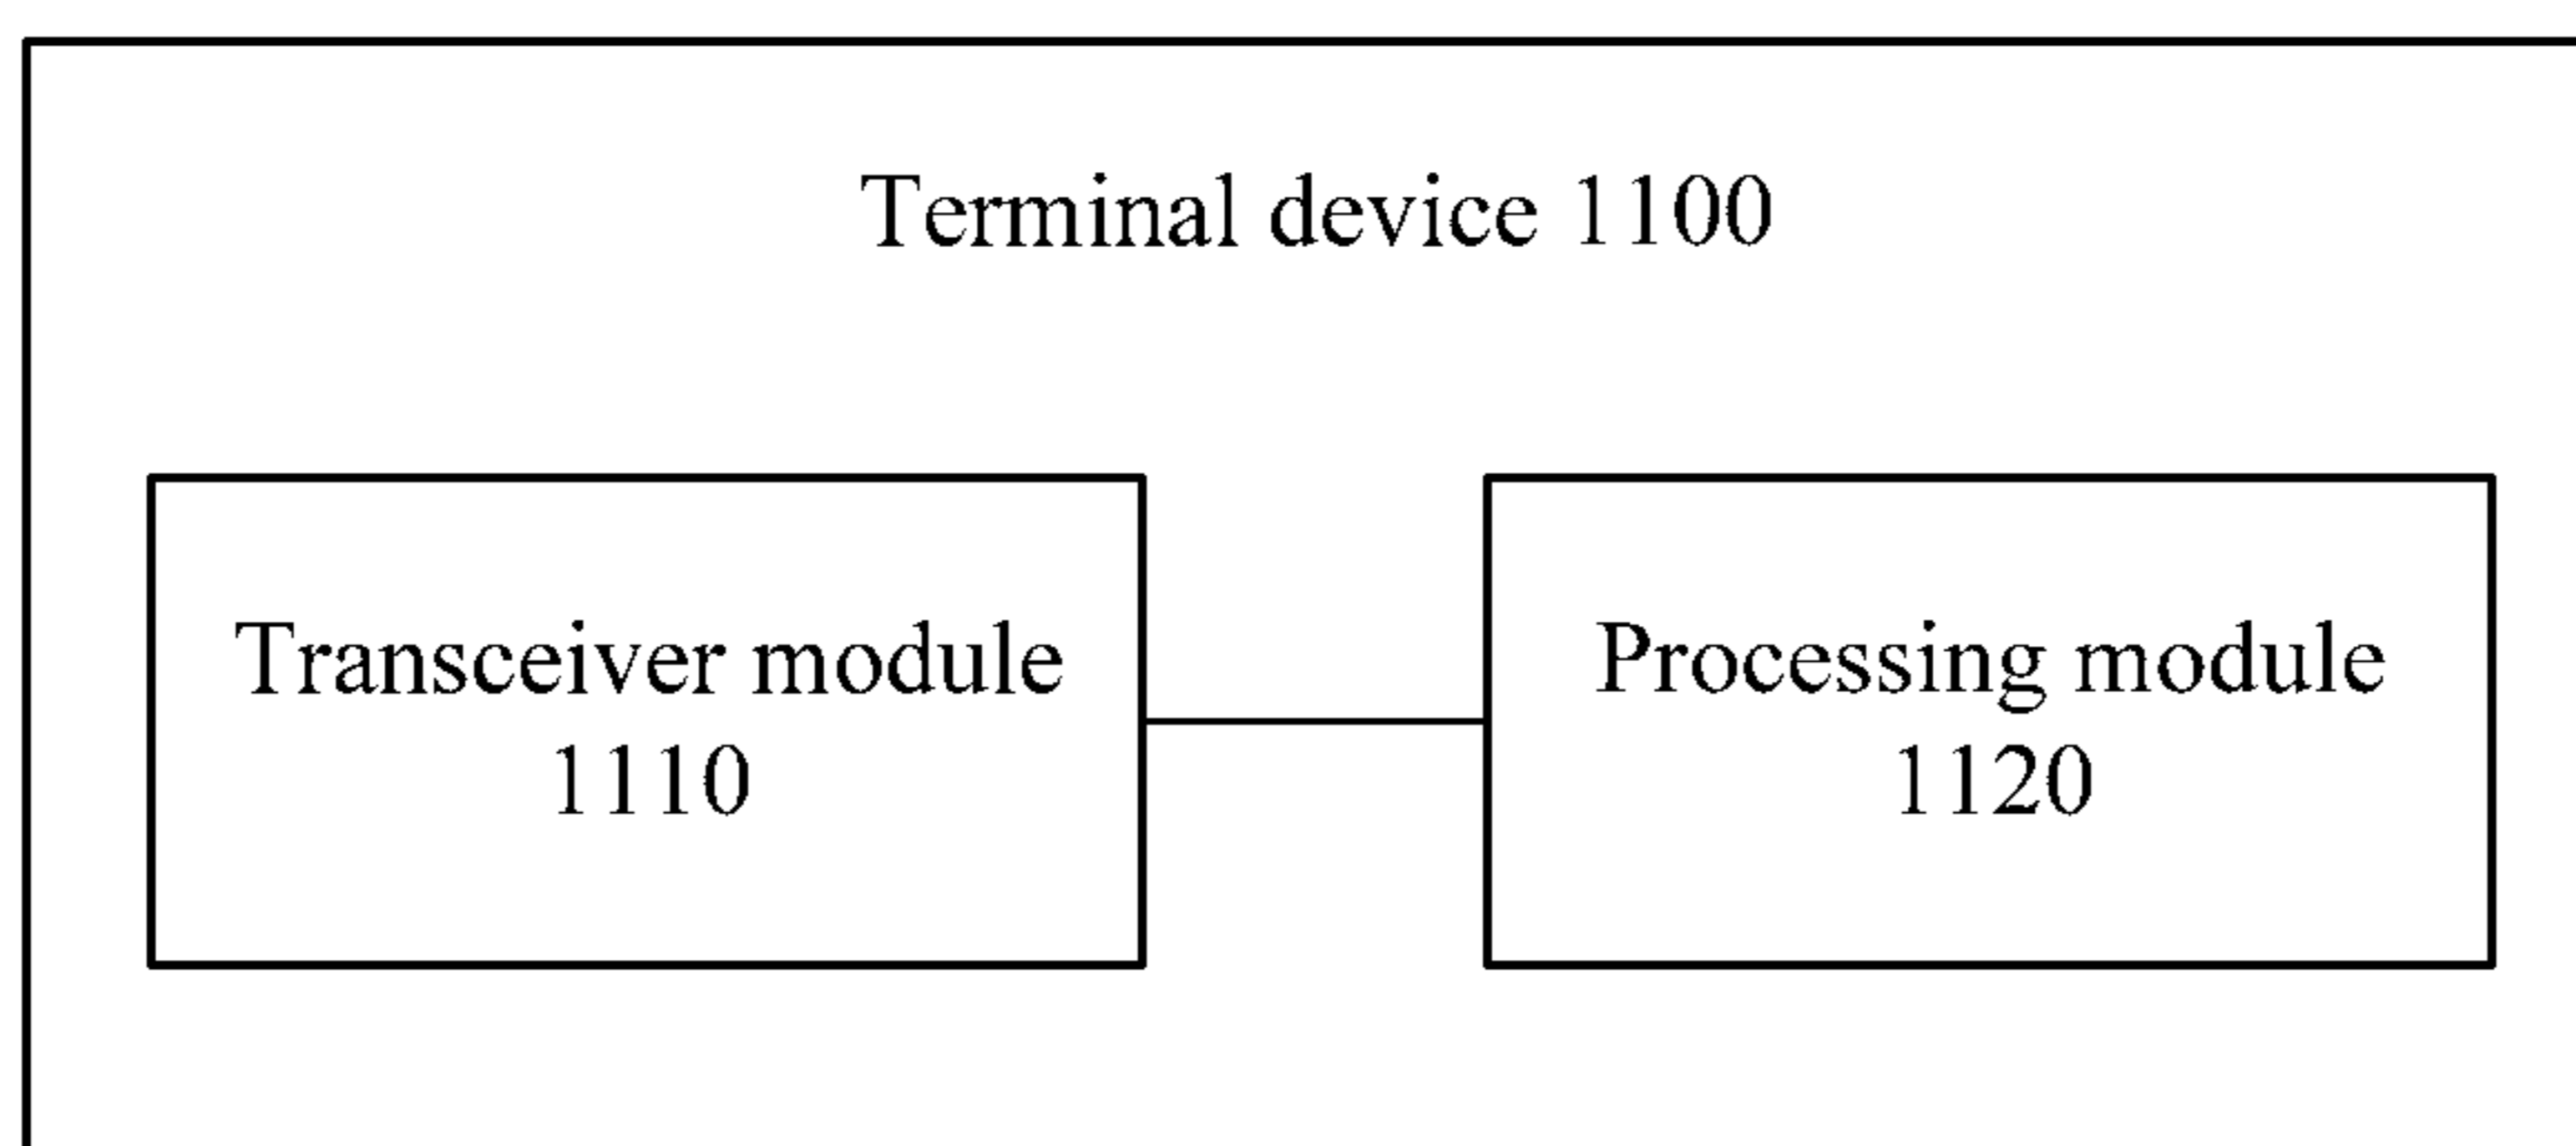 Terminal device 1100
Transceiver module
1110
Processing module
1120